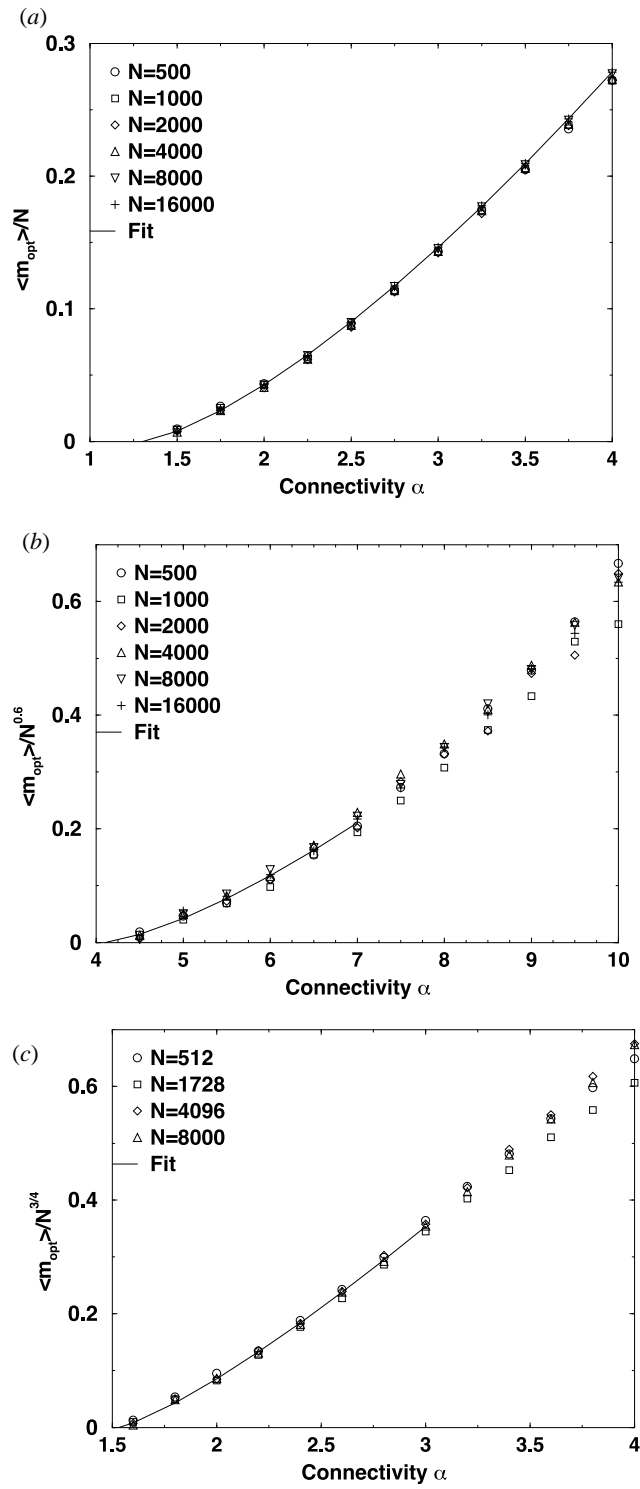 (a)
0.3
0.2
0.1
0
<m_opt>/N
N=500
N=1000
N=2000
N=4000
N=8000
N=16000
Fit
1 1.5 2 2.5 3 3.5 4
Connectivity α
(b)
0.6
0.4
0.2
0
<m_opt>/N^0.6
N=500
N=1000
N=2000
N=4000
N=8000
N=16000
Fit
4 5 6 7 8 9 10
Connectivity α
(c)
0.6
0.4
0.2
0
<m_opt>/N^3/4
N=512
N=1728
N=4096
N=8000
Fit
1.5 2 2.5 3 3.5 4
Connectivity α